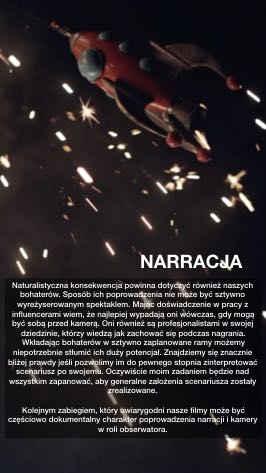 NARRACJA
Naturalistyczna konsekwencja powinna dotyczyć również naszych
bohaterów. Sposób ich poprowadzenia nie może być sztywno
wyreżyserowanym spektaklem. Mając doświadczenie w pracy z
influencerami wiem, że najlepiej wypadają oni wówczas, gdy mogą
być sobą przed kamerą. Oni również są profesjonalistami w swojej
dziedzinie, którzy wiedzą jak zachować się podczas nagrania.
Wkładając bohaterów w sztywno zaplanowane ramy możemy
niepotrzebnie stłumić ich duży potencjał. Znajdziemy się znacznie
bliżej prawdy jeśli pozwolimy im do pewnego stopnia zinterpretować
scenariusz po swojemu. Oczywiście moim zadaniem będzie nad
wszystkim zapanować, aby generalne założenia scenariusza zostały
zrealizowane.
Kolejnym zabiegiem, który uwiarygodni nasze filmy może być
częściowo dokumentalny charakter poprowadzenia narracji i kamery
w roli obserwatora.